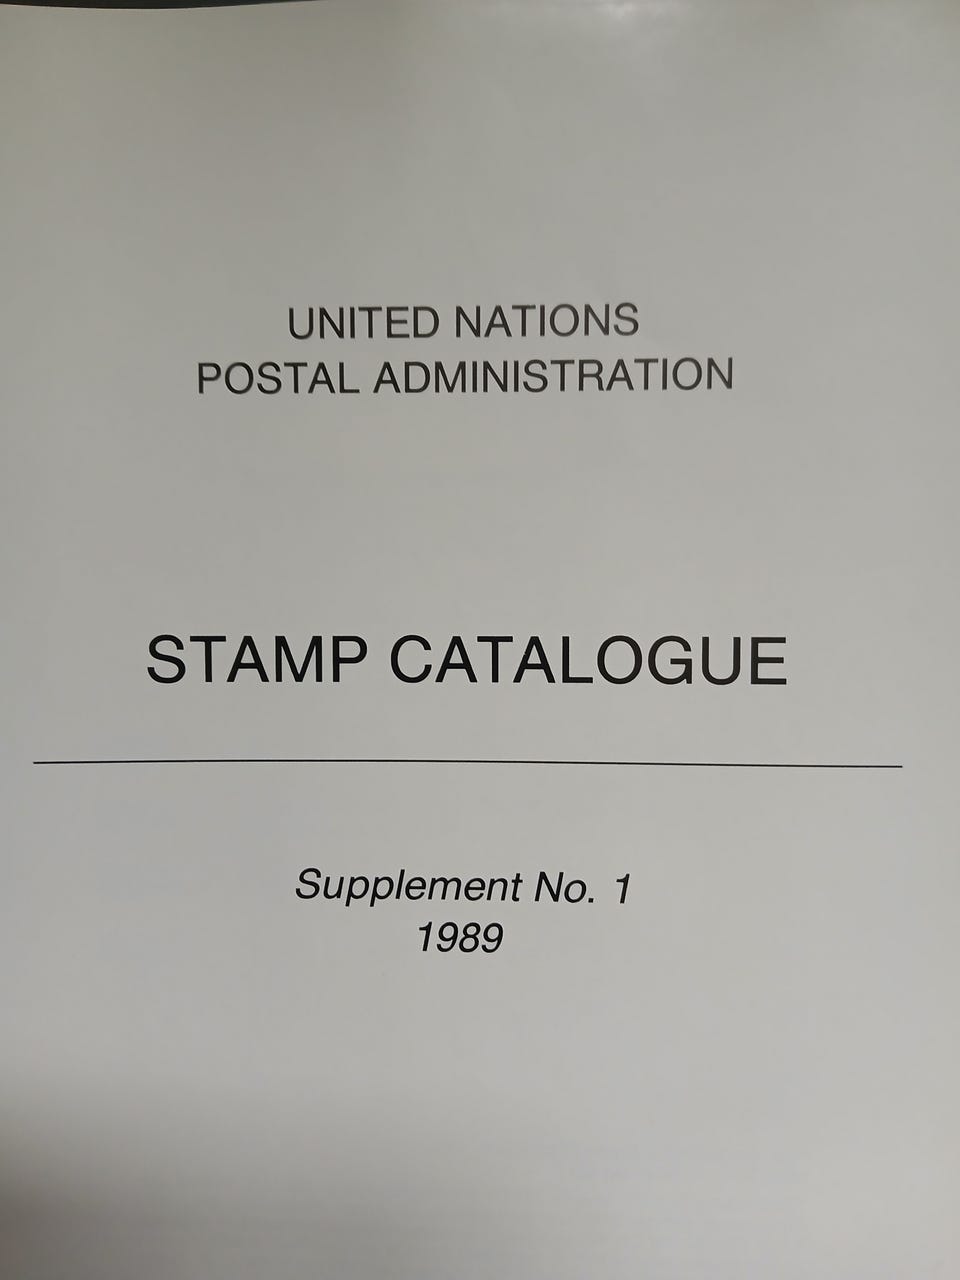 UNITED NATIONS
POSTAL ADMINISTRATION
STAMP CATALOGUE
Supplement No. 1
1989